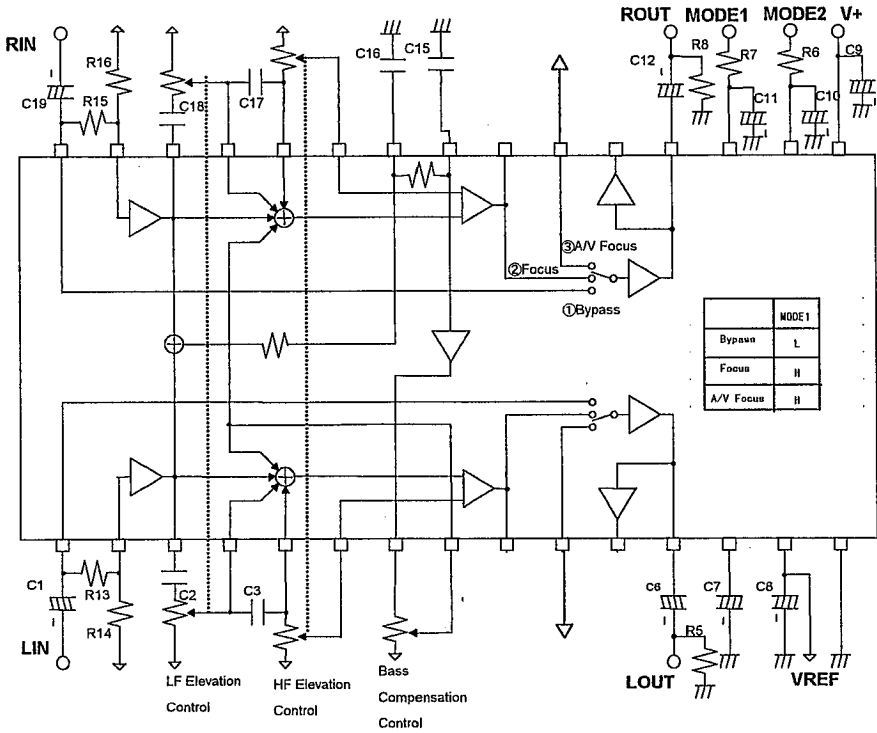 ROUT MODE1 MODE2 V+
RIN
R16
C16
C15
C12
R8
R7
R6
C9
C19
R15
C18
C17
C11
C10
③A/V Focus
②Focus
①Bypass
MODE1
Bypass L
Focus H
A/V Focus H
C1
R13
C2
C3
C6
C7
C8
R14
R5
LIN
LOUT
VREF
LF Elevation
Control
HF Elevation
Control
Bass
Compensation
Control